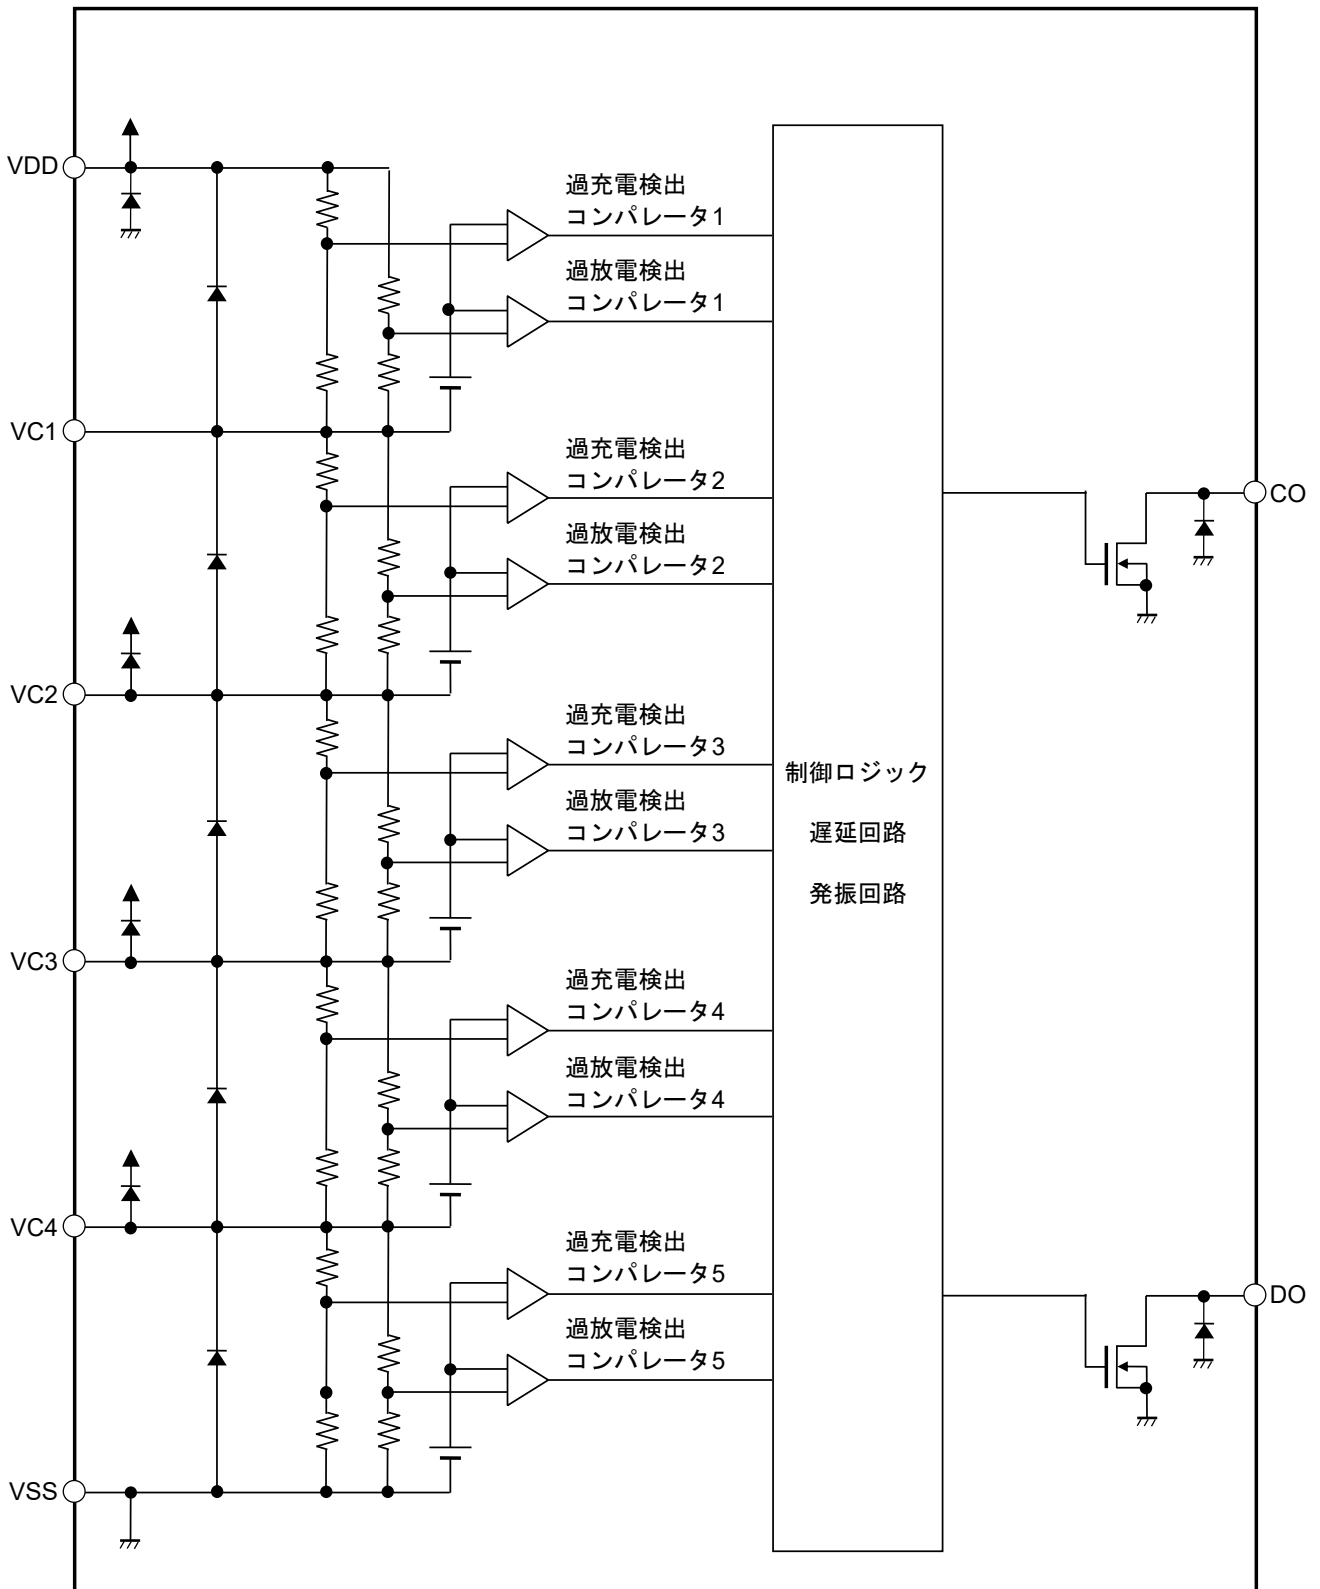 VDD
過充電検出
コンパレータ1
過放電検出
コンパレータ1
VC1
過充電検出
コンパレータ2
過放電検出
コンパレータ2
CO
VC2
過充電検出
コンパレータ3
過放電検出
コンパレータ3
制御ロジック
遅延回路
発振回路
VC3
過充電検出
コンパレータ4
過放電検出
コンパレータ4
VC4
過充電検出
コンパレータ5
過放電検出
コンパレータ5
DO
VSS